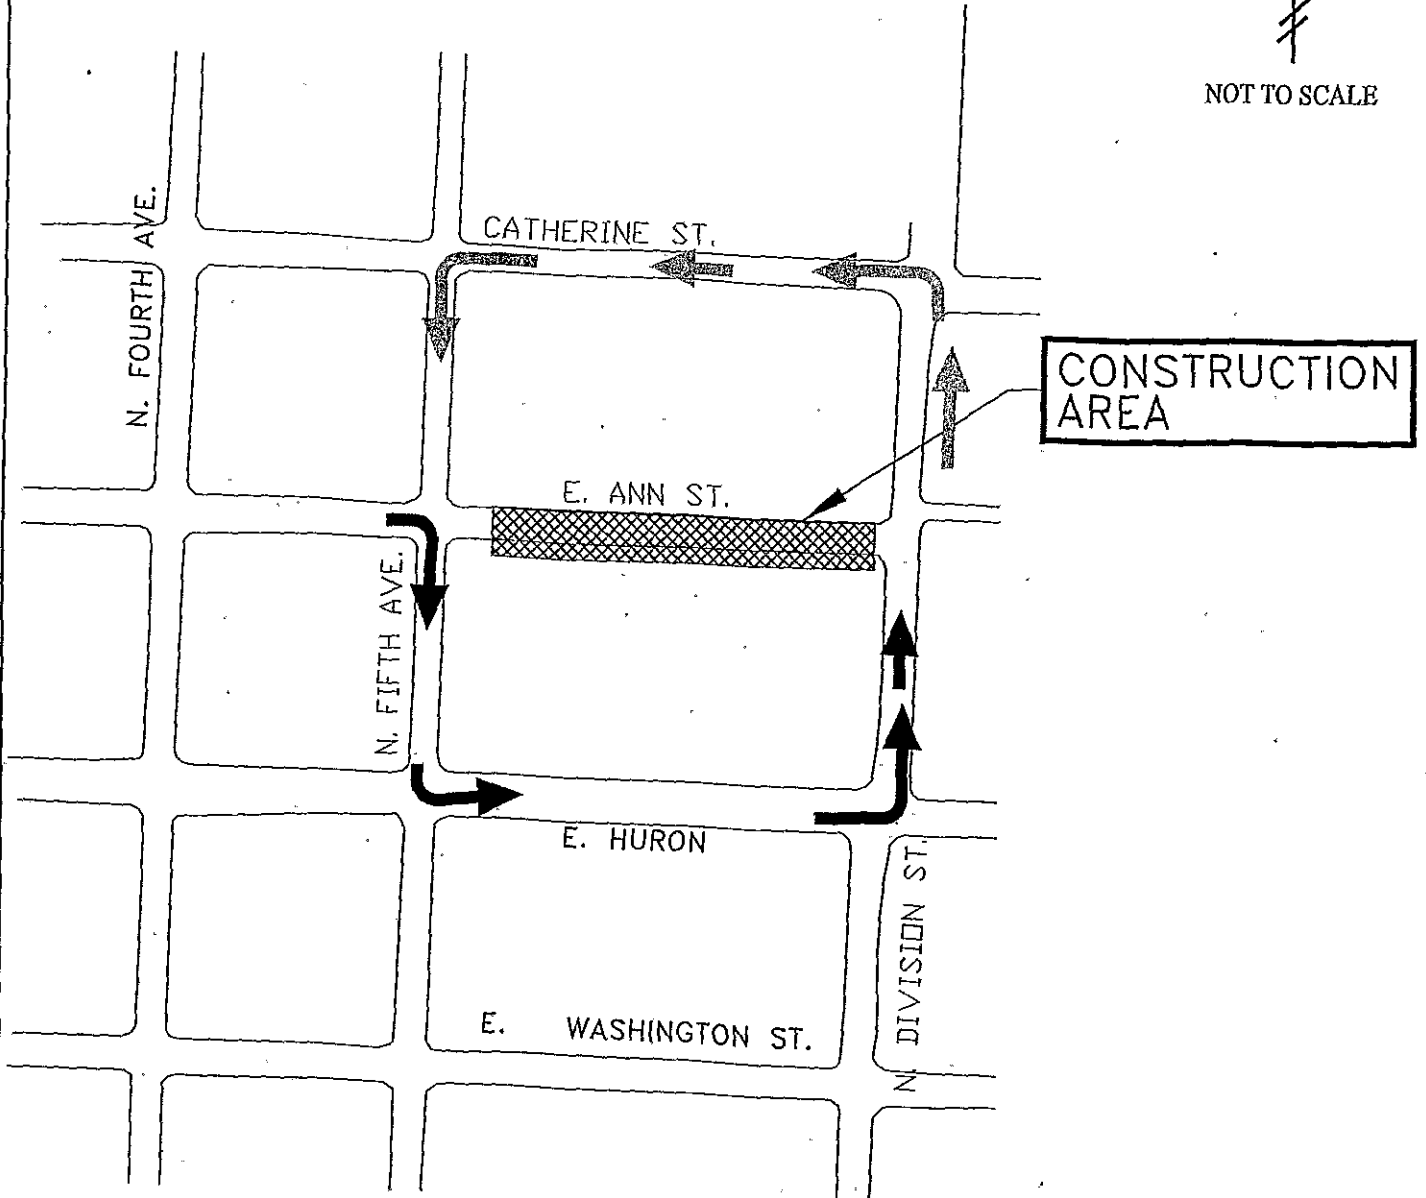 NOT TO SCALE
CATHERINE ST.
N. FOURTH AVE.
CONSTRUCTION
AREA
E. ANN ST.
N. FIFTH AVE.
E. HURON
N. DIVISION ST.
E. WASHINGTON ST.